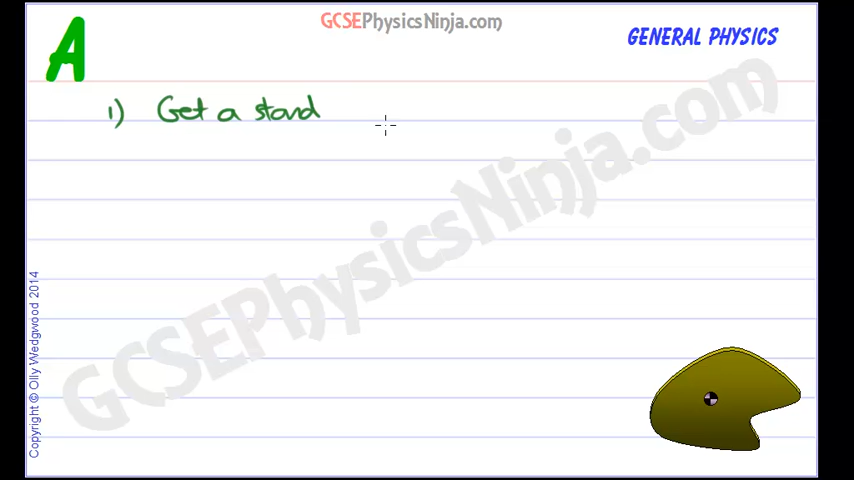 GCSEPhysicsNinja.com
A
GENERAL PHYSICS
1) Get a stand
GCSEPhysicsNinja.com
Copyright © Olly Wedgwood 2014